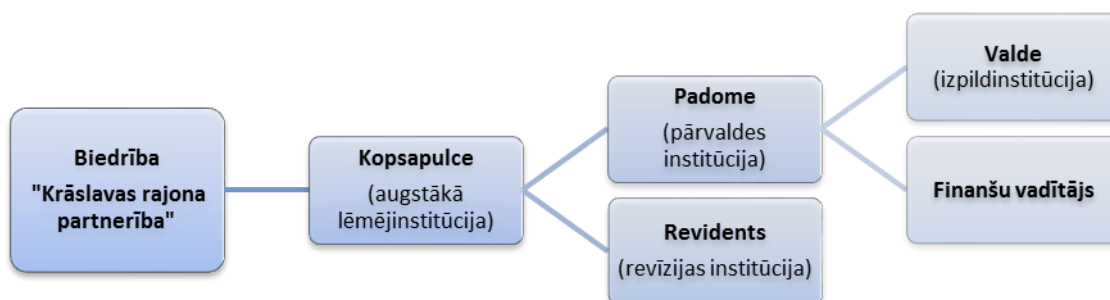 Biedrība
"Krāslavas rajona
partnerība"
Kopsapulce
(augstākā
lēmējinstitūcija)
Padome
(pārvaldes
institūcija)
Revidents
(revīzijas institūcija)
Valde
(izpildinstitūcija)
Finanšu vadītājs